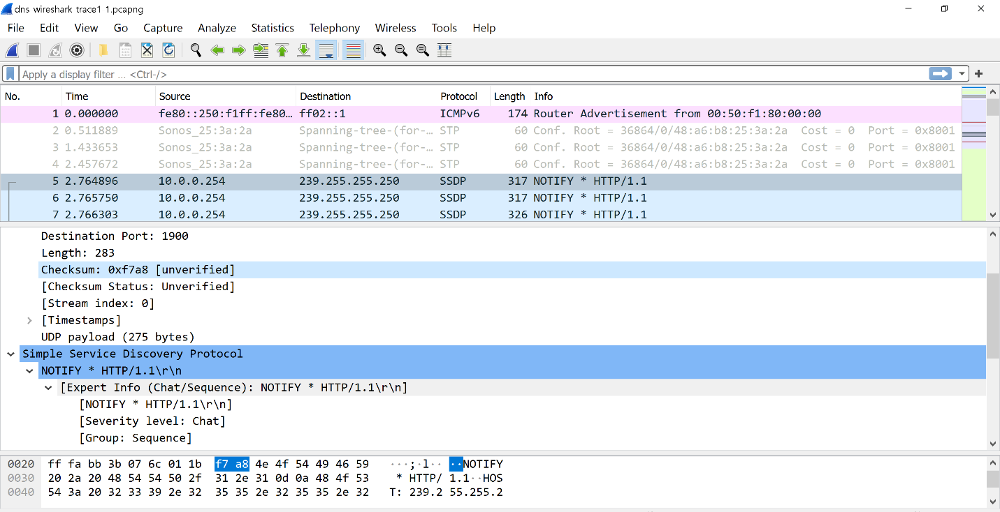 dns wireshark trace1 1.pcapng
File Edit View Go Capture Analyze Statistics Telephony Wireless Tools Help
Apply a display filter ... <Ctrl-/>
No. Time Source Destination Protocol Length Info
1 0.000000 fe80::250:f1ff:fe80… ff02::1 ICMPv6 174 Router Advertisement from 00:50:f1:80:00:00
2 0.511889 Sonos_25:3a:2a Spanning-tree-(for-… STP 60 Conf. Root = 36864/0/48:a6:b8:25:3a:2a Cost = 0 Port = 0x8001
3 1.433653 Sonos_25:3a:2a Spanning-tree-(for-… STP 60 Conf. Root = 36864/0/48:a6:b8:25:3a:2a Cost = 0 Port = 0x8001
4 2.457672 Sonos_25:3a:2a Spanning-tree-(for-… STP 60 Conf. Root = 36864/0/48:a6:b8:25:3a:2a Cost = 0 Port = 0x8001
5 2.764896 10.0.0.254 239.255.255.250 SSDP 317 NOTIFY * HTTP/1.1
6 2.765750 10.0.0.254 239.255.255.250 SSDP 317 NOTIFY * HTTP/1.1
7 2.766303 10.0.0.254 239.255.255.250 SSDP 326 NOTIFY * HTTP/1.1
Destination Port: 1900
Length: 283
Checksum: 0xf7a8 [unverified]
[Checksum Status: Unverified]
[Stream index: 0]
[Timestamps]
UDP payload (275 bytes)
Simple Service Discovery Protocol
NOTIFY * HTTP/1.1\r\n
[Expert Info (Chat/Sequence): NOTIFY * HTTP/1.1\r\n]
[NOTIFY * HTTP/1.1\r\n]
[Severity level: Chat]
[Group: Sequence]
0020 ff fa bb 3b 07 6c 01 1b f7 a8 4e 4f 54 49 46 59 ···;·l·· ··NOTIFY
0030 20 2a 20 48 54 54 50 2f 31 2e 31 0d 0a 48 4f 53 * HTTP/ 1.1··HOS
0040 54 3a 20 32 33 39 2e 32 35 35 2e 32 35 35 2e 32 T: 239.2 55.255.2